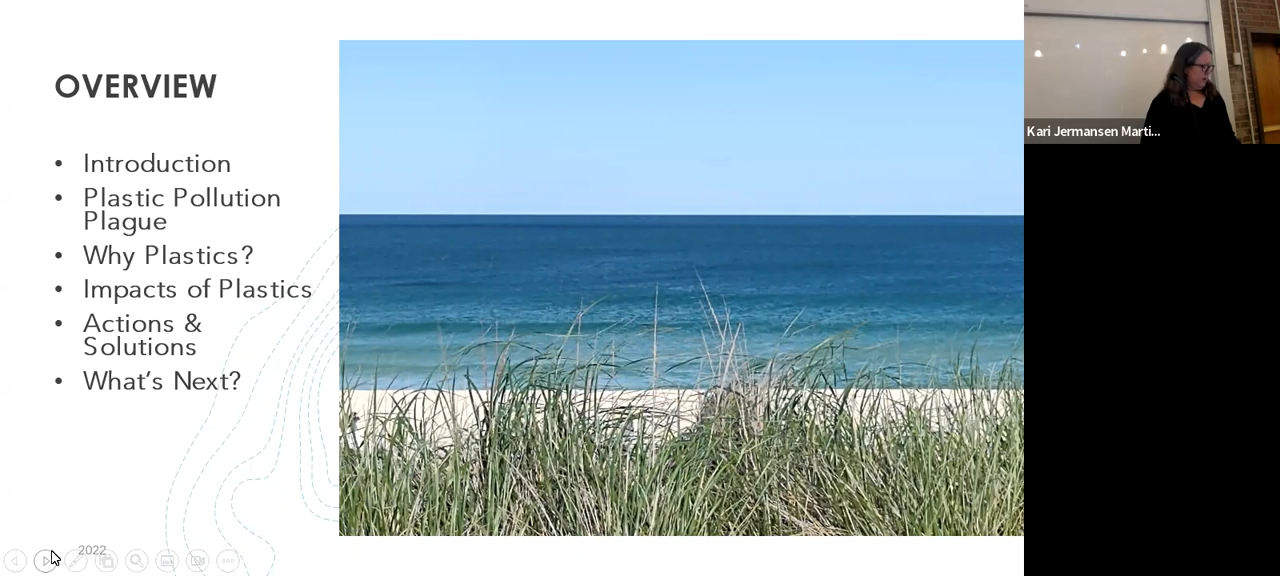 OVERVIEW
• Introduction
• Plastic Pollution
Plague
• Why Plastics?
• Impacts of Plastics
• Actions &
Solutions
• What's Next?
2022
Kari Jermansen Marti...